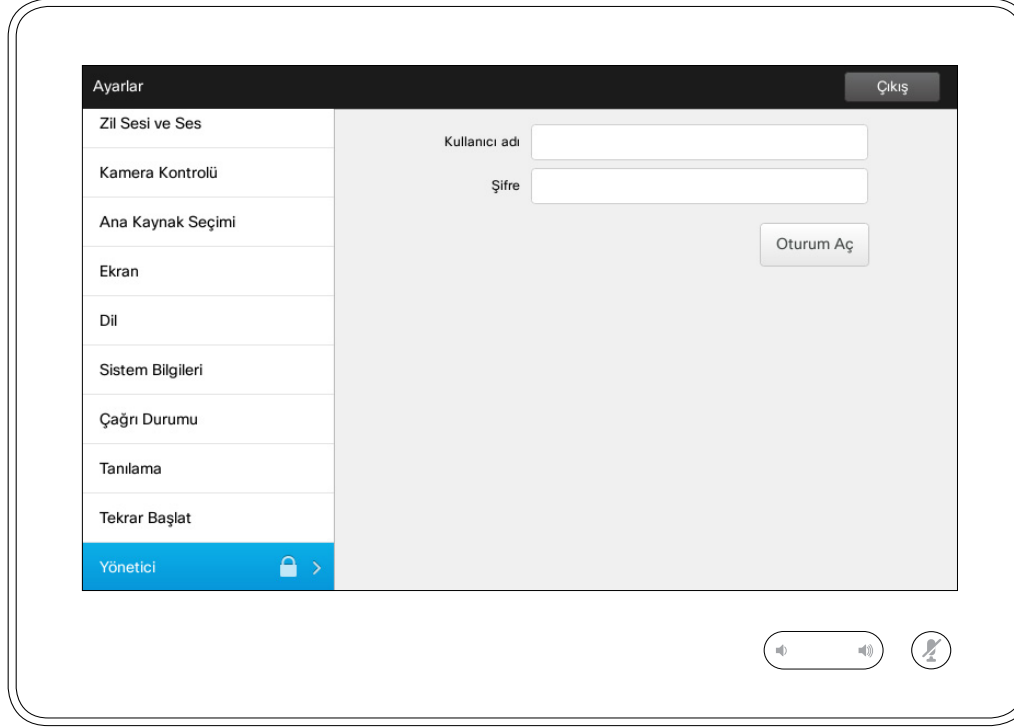 Ayarlar
Çıkış
Zil Sesi ve Ses
Kamera Kontrolü
Ana Kaynak Seçimi
Ekran
Dil
Sistem Bilgileri
Çağrı Durumu
Tanılama
Tekrar Başlat
Yönetici
Kullanıcı adı
Şifre
Oturum Aç